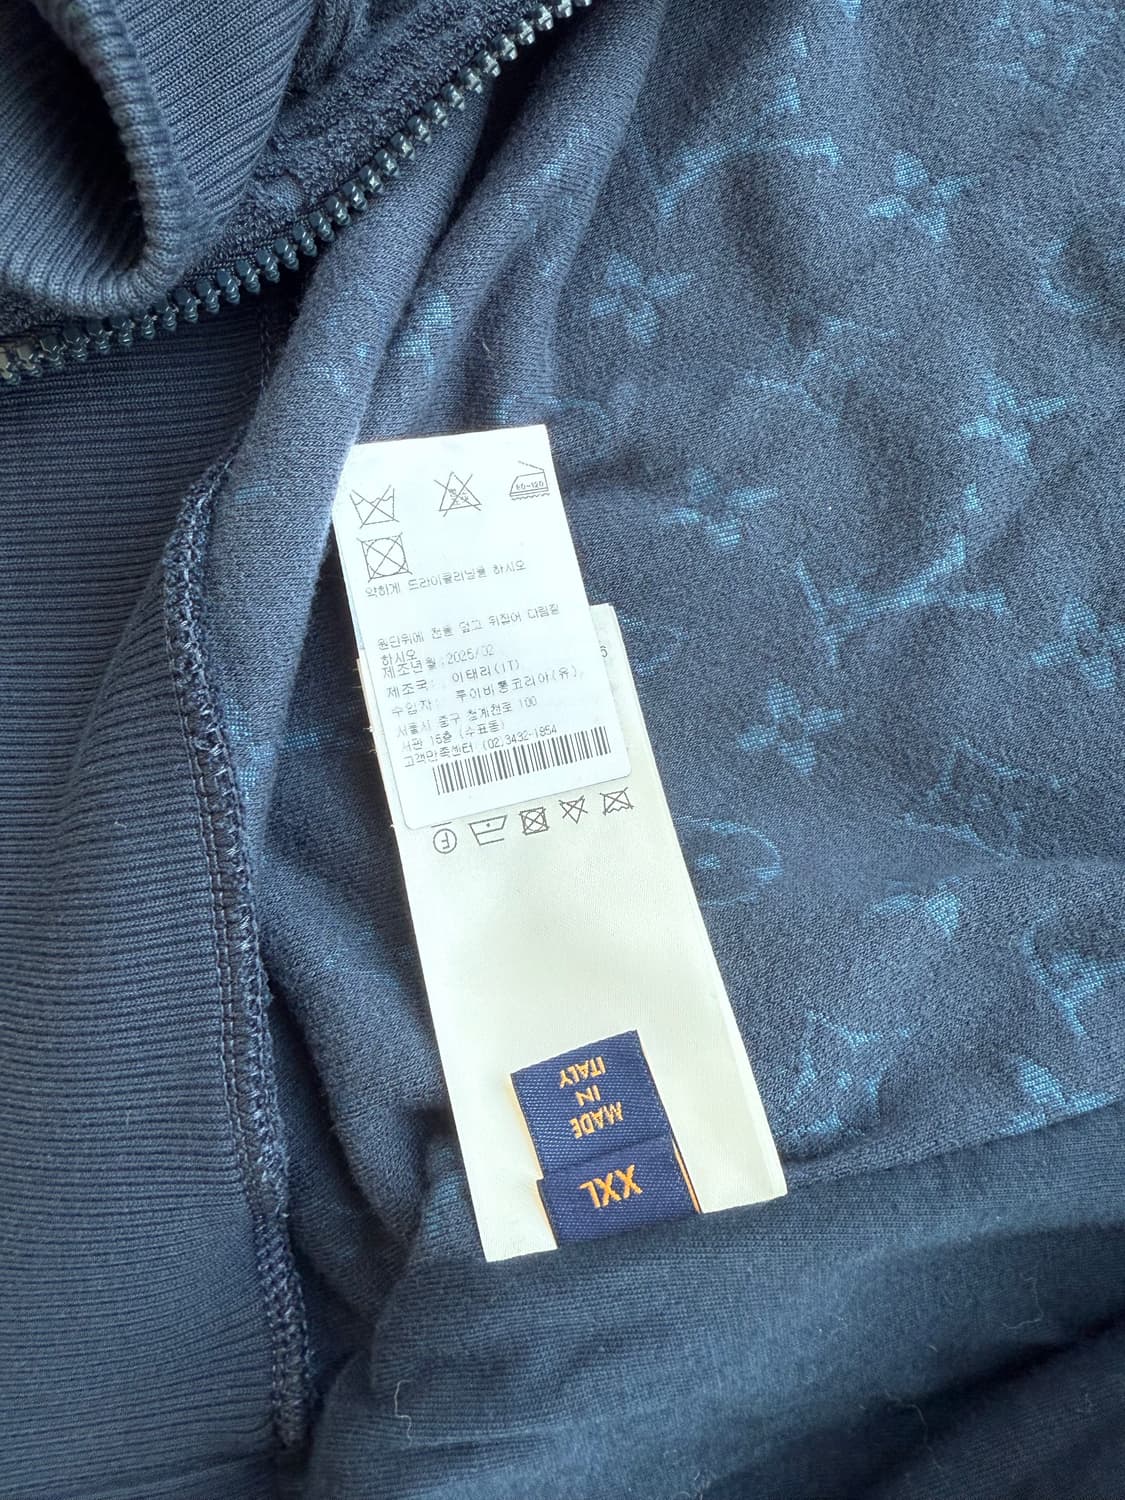 80~120
약하게 드라이클리닝을 하시오
원단위에 천을 덮고 뒤집어 다림질
하시오
제조년월:2025/02
제조국: 이태리(IT)
수입자: 루이비통코리아(유),
서울시 중구 청계천로 100
서관 15층 (수표동)
고객만족센터 (02.3432-1854
6
F
MADE
IN
ITALY
XXL